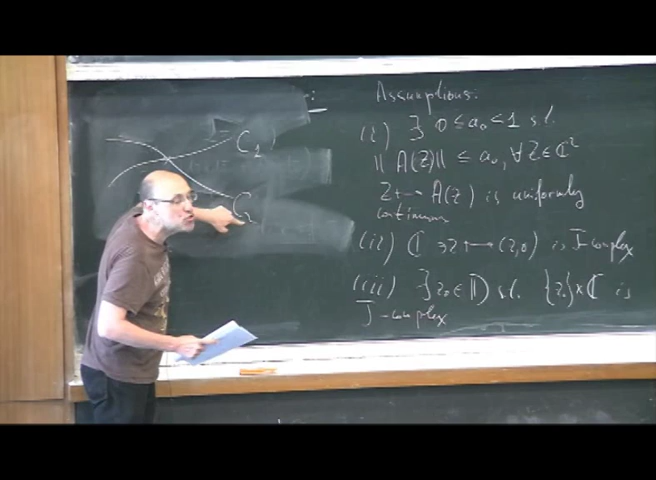 C₁
C₂
Assumptions:
(i) ∃ 0 ≤ a₀ < 1 s.t.
‖A(Z)‖ ≤ a₀, ∀ Z ∈ ℂ²
Z ↦ A(Z) is uniformly
continuous
(ii) ℂ ∋ z ↦ (z,0) is J-complex
(iii) ∃ z₀ ∈ 𝔻 s.t. {z₀}×ℂ is
J-complex